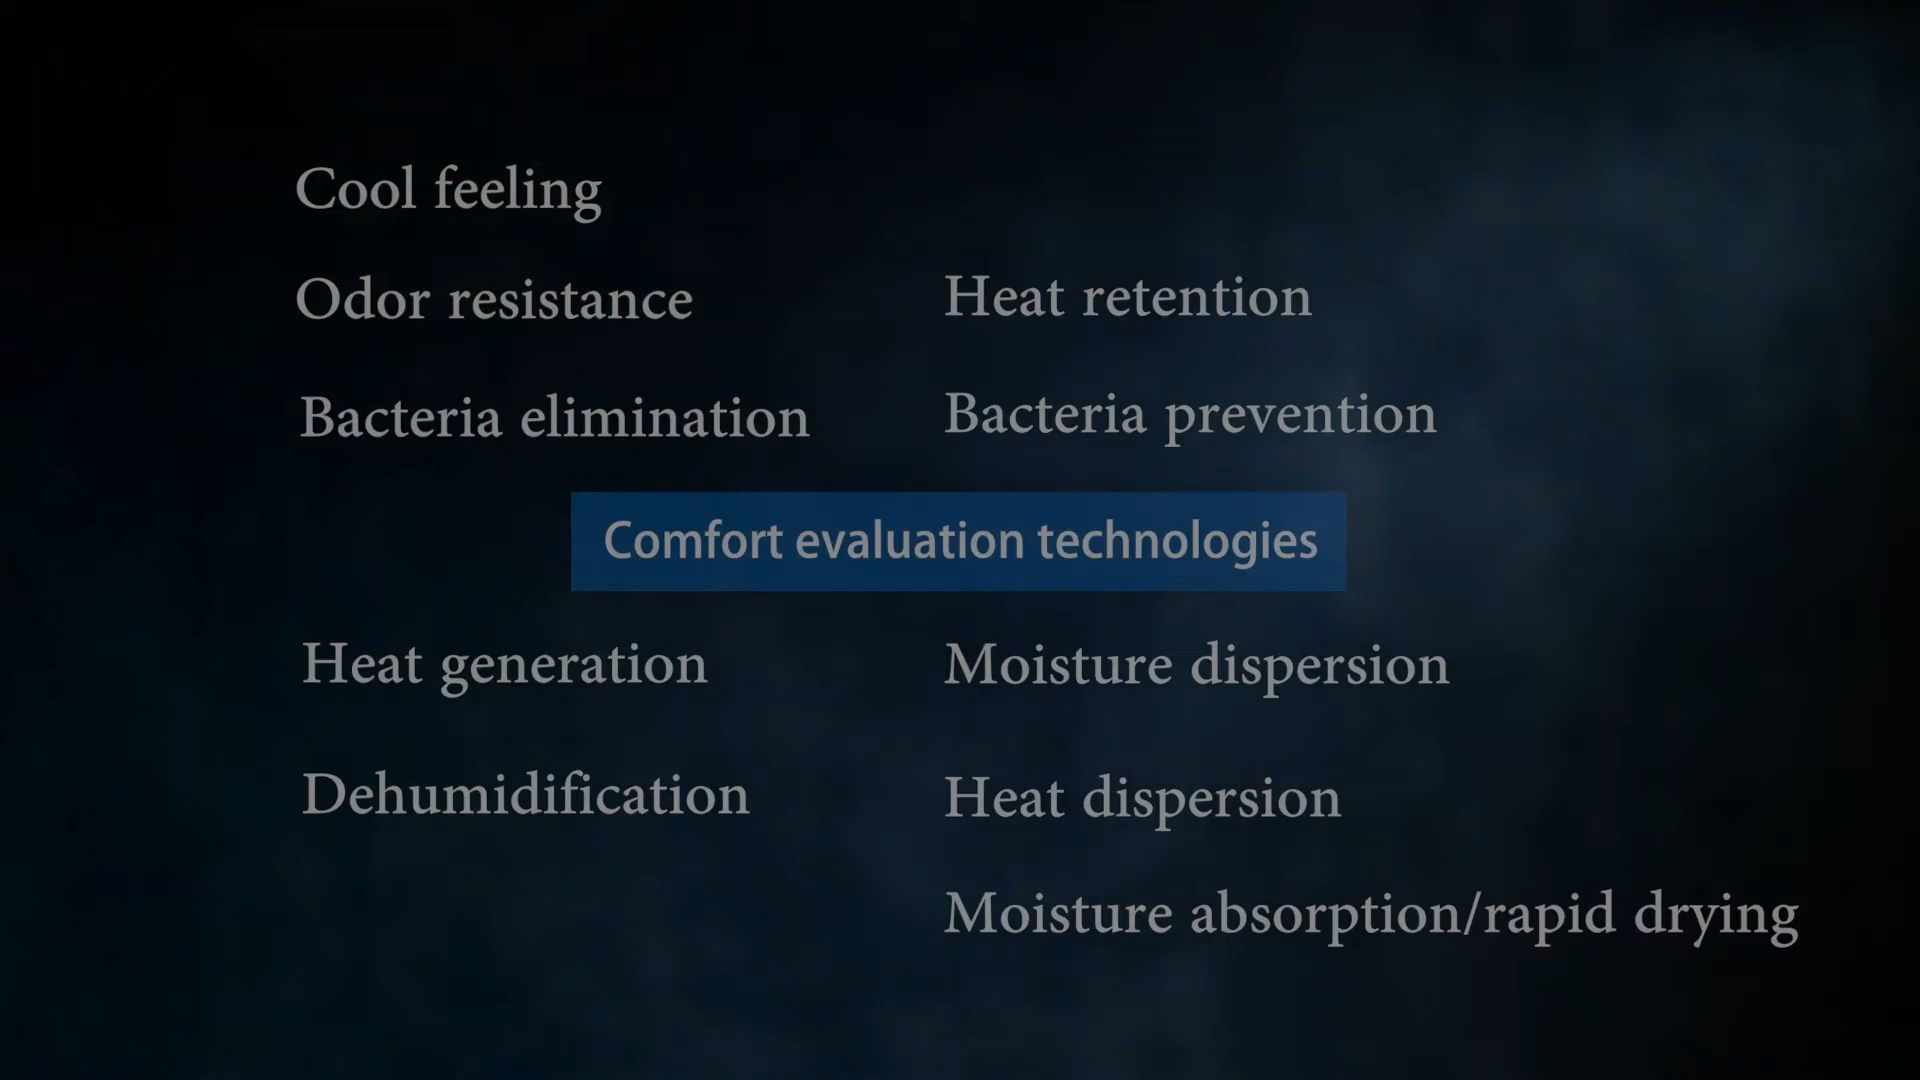 Cool feeling
Odor resistance
Heat retention
Bacteria elimination
Bacteria prevention
Comfort evaluation technologies
Heat generation
Moisture dispersion
Dehumidification
Heat dispersion
Moisture absorption/rapid drying